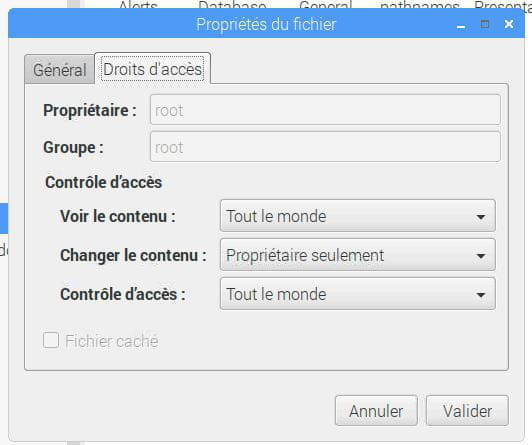 Alerts Database General pathnames
Propriétés du fichier
Général Droits d'accès
Propriétaire : root
Groupe : root
Contrôle d’accès
Voir le contenu : Tout le monde
Changer le contenu : Propriétaire seulement
Contrôle d’accès : Tout le monde
Fichier caché
Annuler Valider